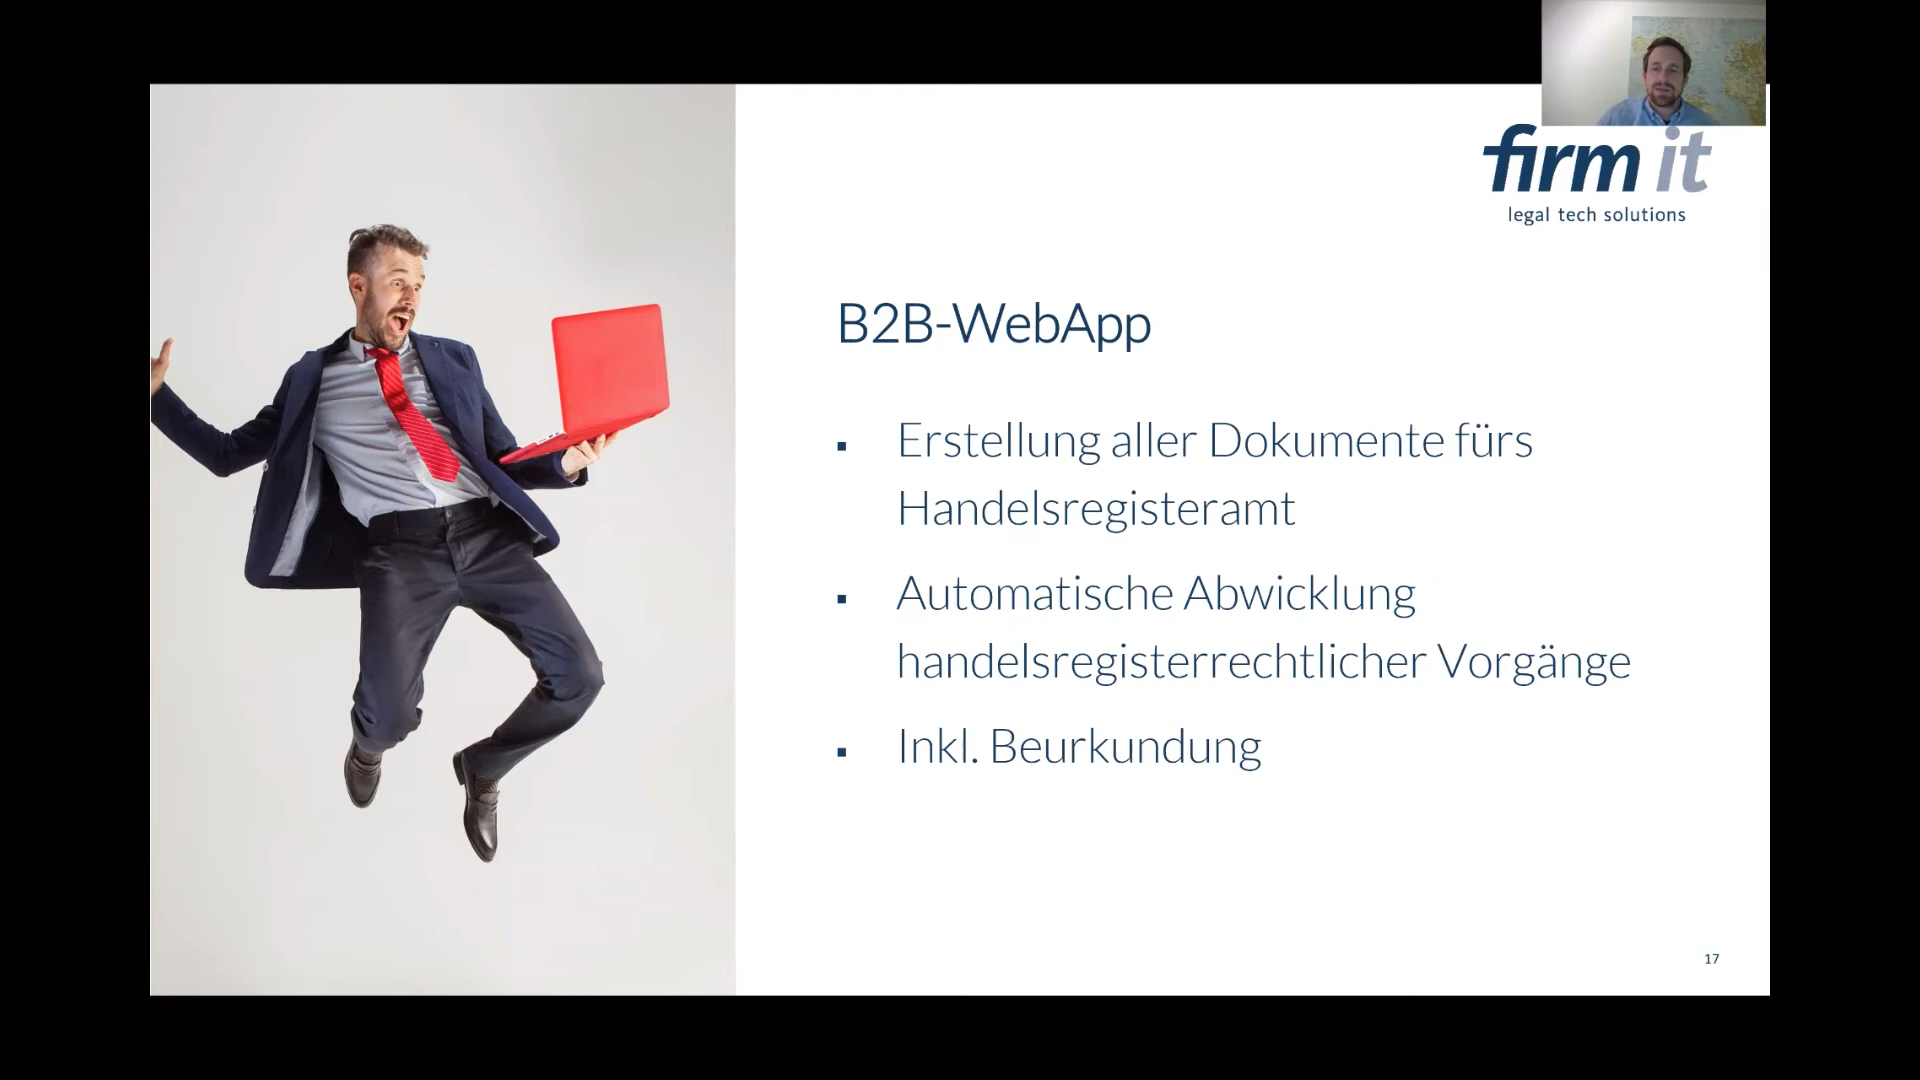 firm it
legal tech solutions
B2B-WebApp
▪ Erstellung aller Dokumente fürs
Handelsregisteramt
▪ Automatische Abwicklung
handelsregisterrechtlicher Vorgänge
▪ Inkl. Beurkundung
17